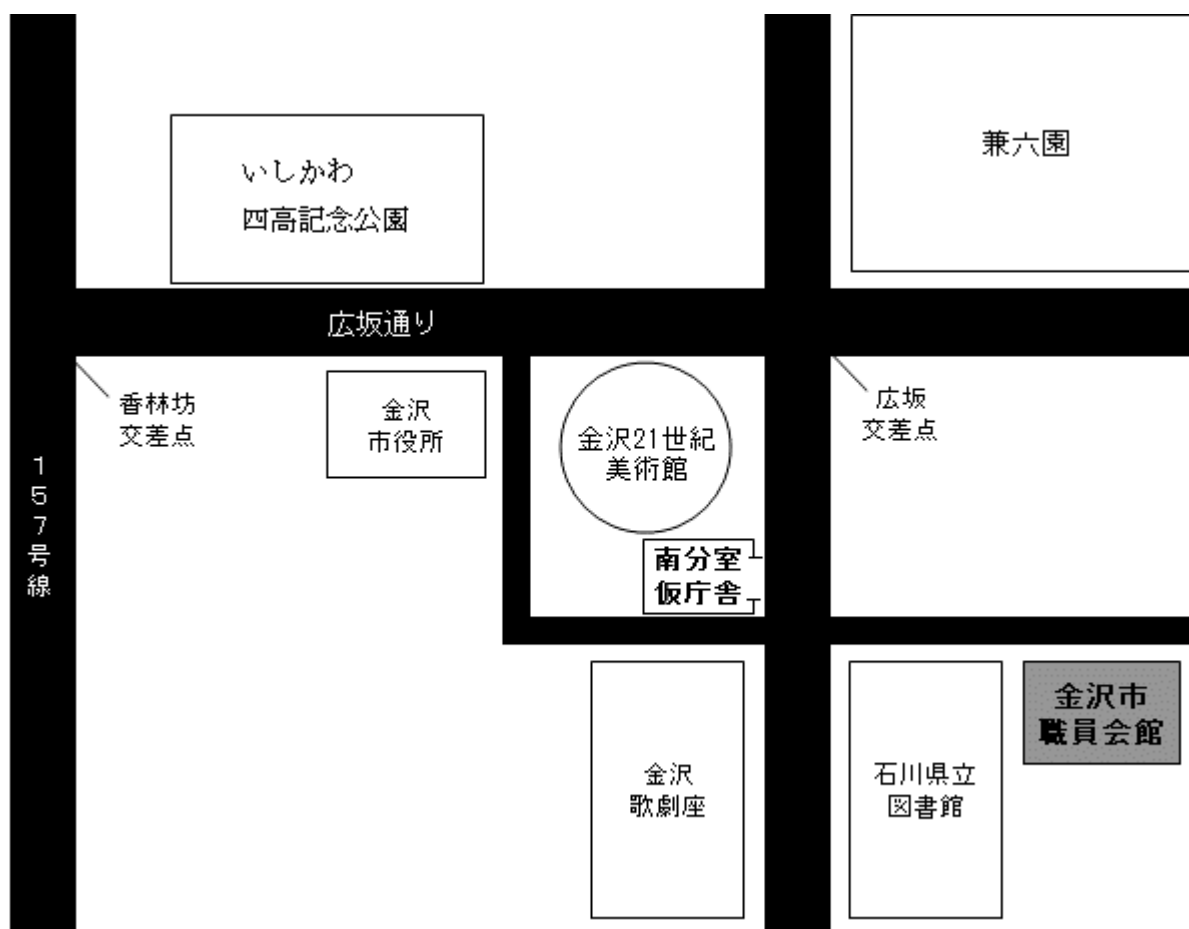 いしかわ
四高記念公園
兼六園
広坂通り
香林坊
交差点
金沢
市役所
金沢21世紀
美術館
広坂
交差点
157号線
南分室
仮庁舎
金沢
歌劇座
石川県立
図書館
金沢市
職員会館